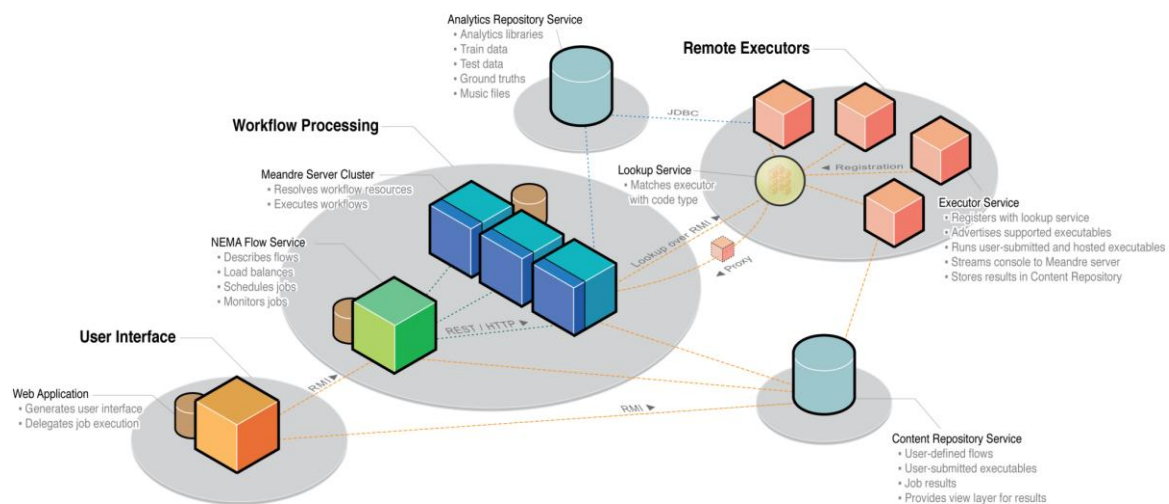 Analytics Repository Service
• Analytics libraries
• Train data
• Test data
• Ground truths
• Music files
Remote Executors
JDBC
Workflow Processing
Meandre Server Cluster
• Resolves workflow resources
• Executes workflows
Lookup Service
• Matches executor
with code type
◄ Registration
Executor Service
• Registers with lookup service
• Advertises supported executables
• Runs user-submitted and hosted executables
• Streams console to Meandre server
• Stores results in Content Repository
NEMA Flow Service
• Describes flows
• Load balances
• Schedules jobs
• Monitors jobs
Lookup over RMI ►
◄ Proxy
REST / HTTP ►
User Interface
RMI ►
Web Application
• Generates user interface
• Delegates job execution
RMI ►
Content Repository Service
• User-defined flows
• User-submitted executables
• Job results
• Provides view layer for results